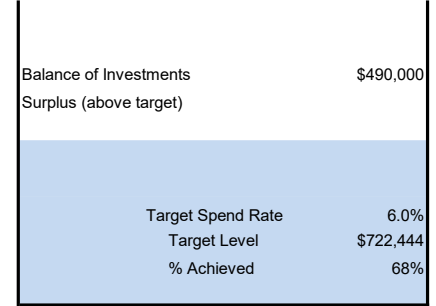 Balance of Investments $490,000
Surplus (above target)
Target Spend Rate 6.0%
Target Level $722,444
% Achieved 68%